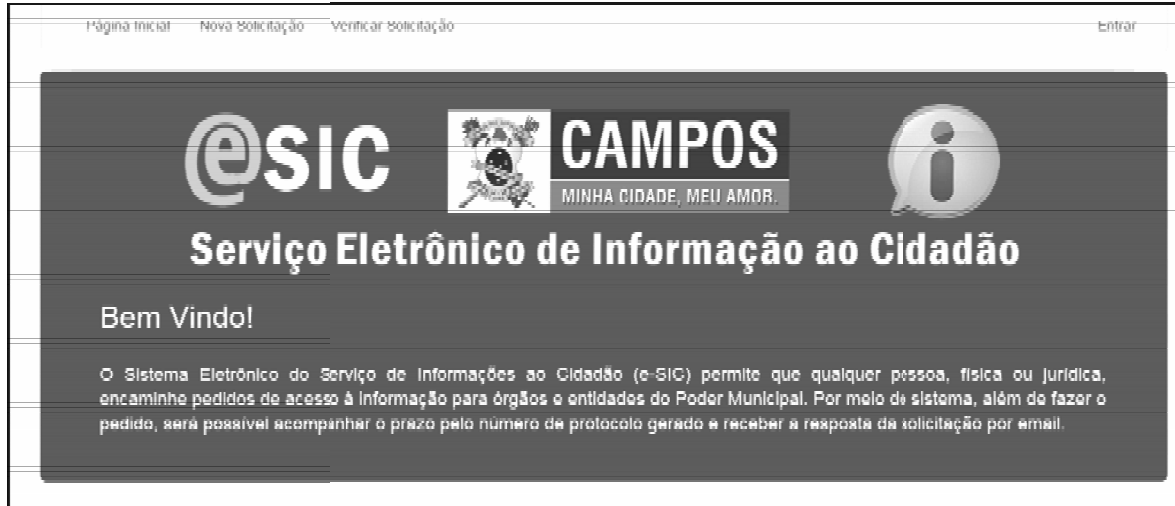 Página Inicial Nova Solicitação Verificar Solicitação Entrar
@SIC
CAMPOS
MINHA CIDADE, MEU AMOR.
i
Serviço Eletrônico de Informação ao Cidadão
Bem Vindo!
O Sistema Eletrônico do Serviço de Informações ao Cidadão (e-SIC) permite que qualquer pessoa, física ou jurídica,
encaminhe pedidos de acesso à informação para órgãos e entidades do Poder Municipal. Por meio do sistema, além de fazer o
pedido, será possível acompanhar o prazo pelo número de protocolo gerado e receber a resposta da solicitação por email.